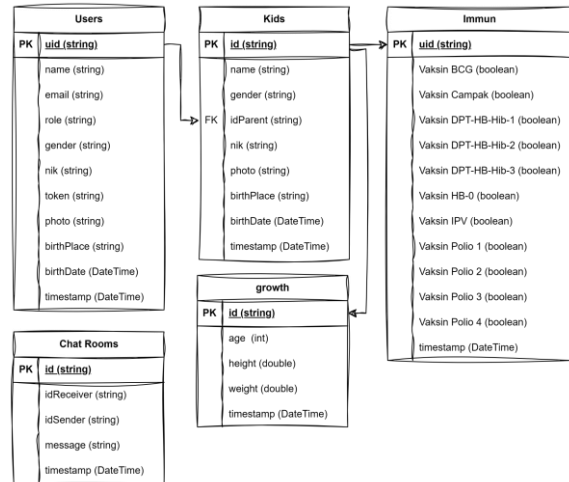 Users
PK uid (string)
name (string)
email (string)
role (string)
gender (string)
nik (string)
token (string)
photo (string)
birthPlace (string)
birthDate (DateTime)
timestamp (DateTime)
Kids
PK id (string)
name (string)
gender (string)
FK idParent (string)
nik (string)
photo (string)
birthPlace (string)
birthDate (DateTime)
timestamp (DateTime)
Immun
PK uid (string)
Vaksin BCG (boolean)
Vaksin Campak (boolean)
Vaksin DPT-HB-Hib-1 (boolean)
Vaksin DPT-HB-Hib-2 (boolean)
Vaksin DPT-HB-Hib-3 (boolean)
Vaksin HB-0 (boolean)
Vaksin IPV (boolean)
Vaksin Polio 1 (boolean)
Vaksin Polio 2 (boolean)
Vaksin Polio 3 (boolean)
Vaksin Polio 4 (boolean)
timestamp (DateTime)
growth
PK id (string)
age (int)
height (double)
weight (double)
timestamp (DateTime)
Chat Rooms
PK id (string)
idReceiver (string)
idSender (string)
message (string)
timestamp (DateTime)